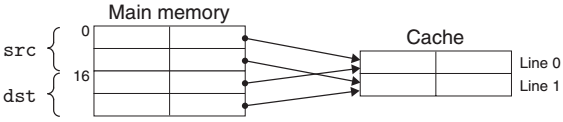 Main memory
0
src
16
dst
Cache
Line 0
Line 1